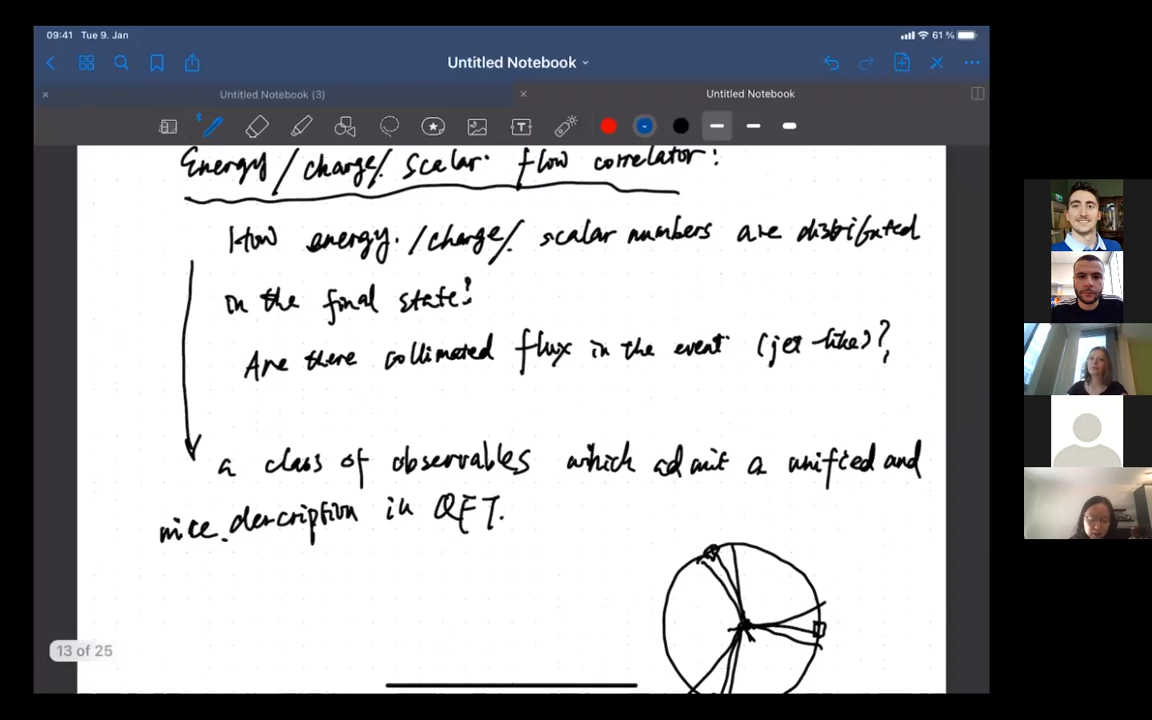 09:41 Tue 9. Jan
61 %
Untitled Notebook
Untitled Notebook (3)
Untitled Notebook
Energy/charge/scalar flow correlator:
How energy/charge/scalar numbers are distributed
in the final state?
Are there collimated flux in the event (jet-like)?
a class of observables which admit a unified and
nice description in QFT.
13 of 25